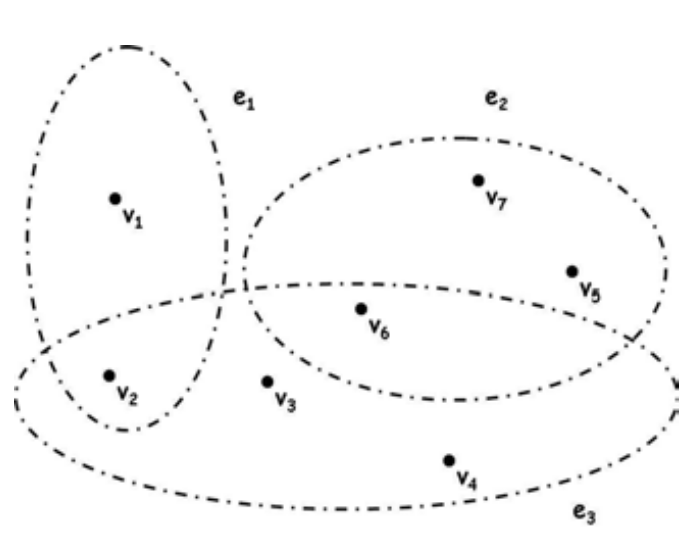 e₁
e₂
v₇
v₁
v₅
v₆
v₂
v₃
v₄
e₃